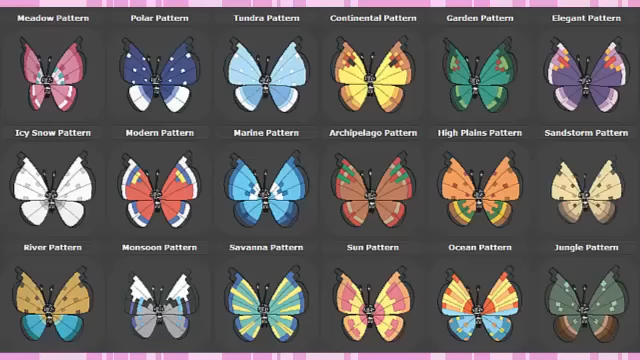 Meadow Pattern
Polar Pattern
Tundra Pattern
Continental Pattern
Garden Pattern
Elegant Pattern
Icy Snow Pattern
Modern Pattern
Marine Pattern
Archipelago Pattern
High Plains Pattern
Sandstorm Pattern
River Pattern
Monsoon Pattern
Savanna Pattern
Sun Pattern
Ocean Pattern
Jungle Pattern